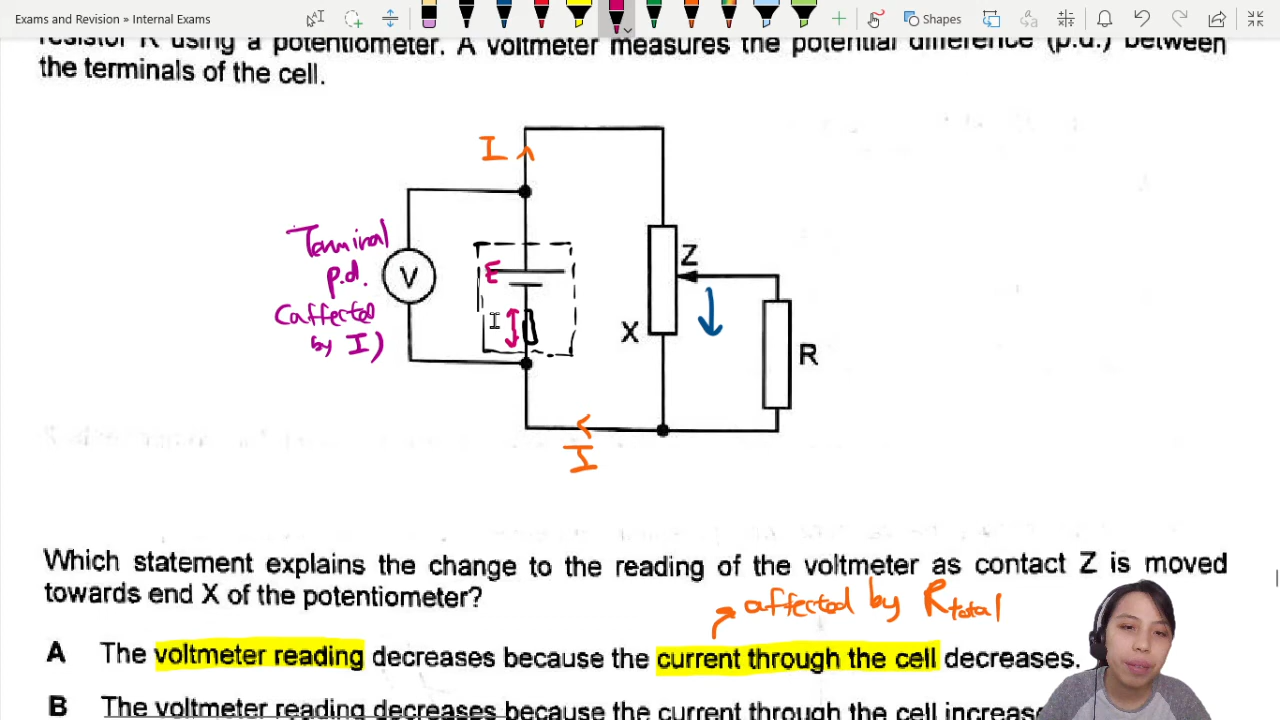 Exams and Revision » Internal Exams
Shapes
resistor R using a potentiometer. A voltmeter measures the potential difference (p.d.) between
the terminals of the cell.
I
Terminal
p.d.
(affected
by I)
V
E
Z
X
R
I
Which statement explains the change to the reading of the voltmeter as contact Z is moved
towards end X of the potentiometer?
affected by Rtotal
A The voltmeter reading decreases because the current through the cell decreases.
B The voltmeter reading decreases because the current through the cell increase